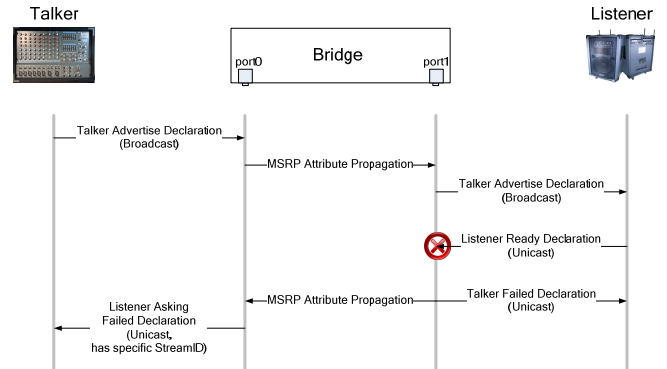 Talker
Listener
Bridge
port0
port1
Talker Advertise Declaration
(Broadcast)
MSRP Attribute Propagation
Talker Advertise Declaration
(Broadcast)
Listener Ready Declaration
(Unicast)
MSRP Attribute Propagation
Talker Failed Declaration
(Unicast)
Listener Asking
Failed Declaration
(Unicast,
has specific StreamID)